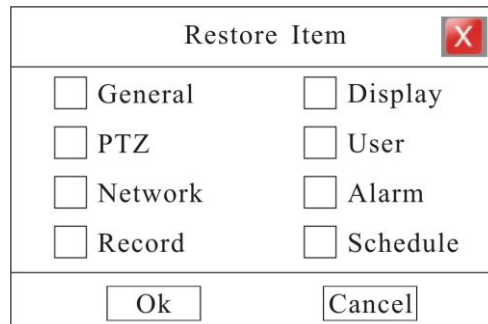 Restore Item X
General Display
PTZ User
Network Alarm
Record Schedule
Ok Cancel